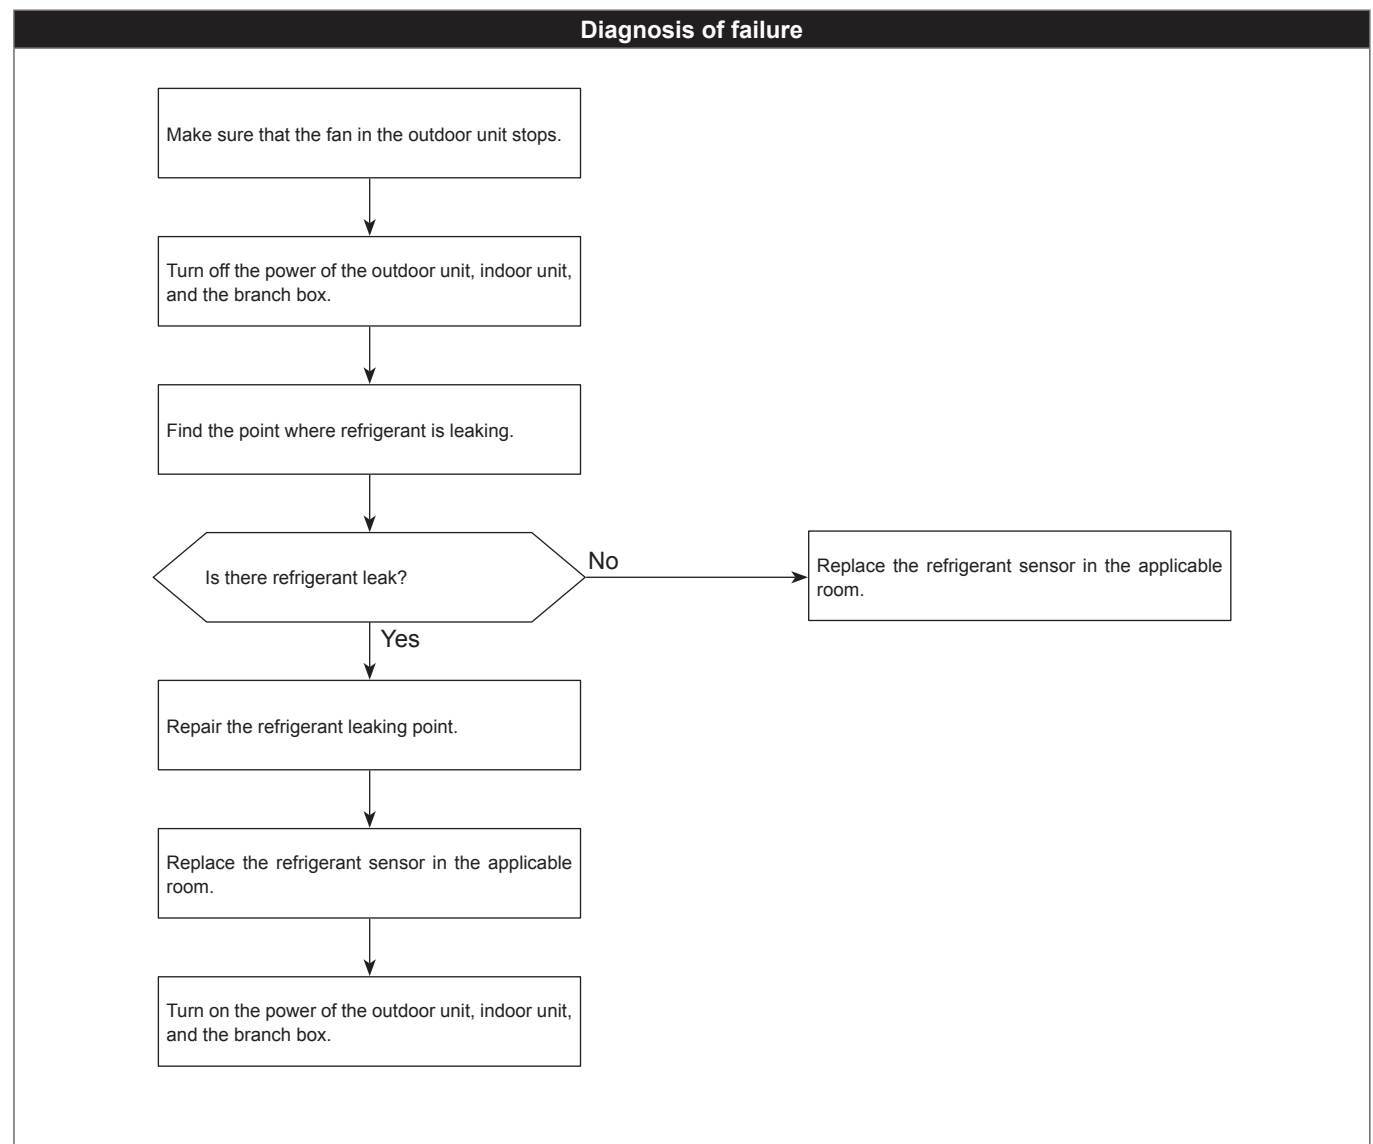 Diagnosis of failure
Make sure that the fan in the outdoor unit stops.
Turn off the power of the outdoor unit, indoor unit,
and the branch box.
Find the point where refrigerant is leaking.
Is there refrigerant leak?
No
Replace the refrigerant sensor in the applicable
room.
Yes
Repair the refrigerant leaking point.
Replace the refrigerant sensor in the applicable
room.
Turn on the power of the outdoor unit, indoor unit,
and the branch box.